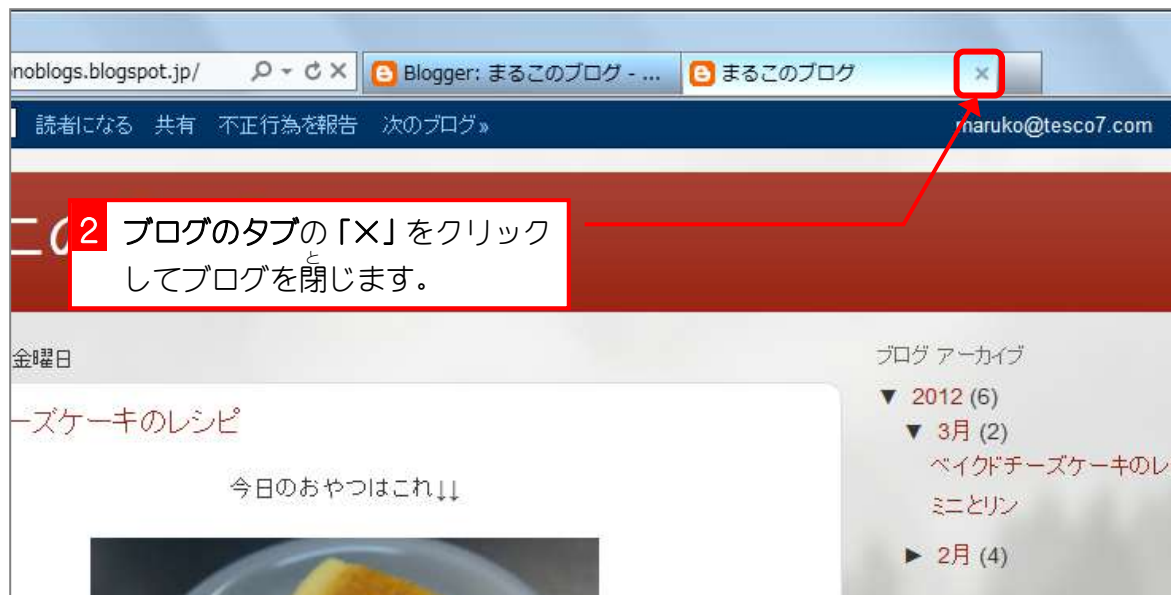 noblogs.blogspot.jp/
Blogger: まるこのブログ - ...
まるこのブログ
読者になる 共有 不正行為を報告 次のブログ»
maruko@tesco7.com
この
2 ブログのタブの「×」をクリック
と
してブログを閉じます。
金曜日
ーズケーキのレシピ
今日のおやつはこれ↓↓
ブログ アーカイブ
▼ 2012 (6)
▼ 3月 (2)
ベイクドチーズケーキのレ
ミニとリン
► 2月 (4)